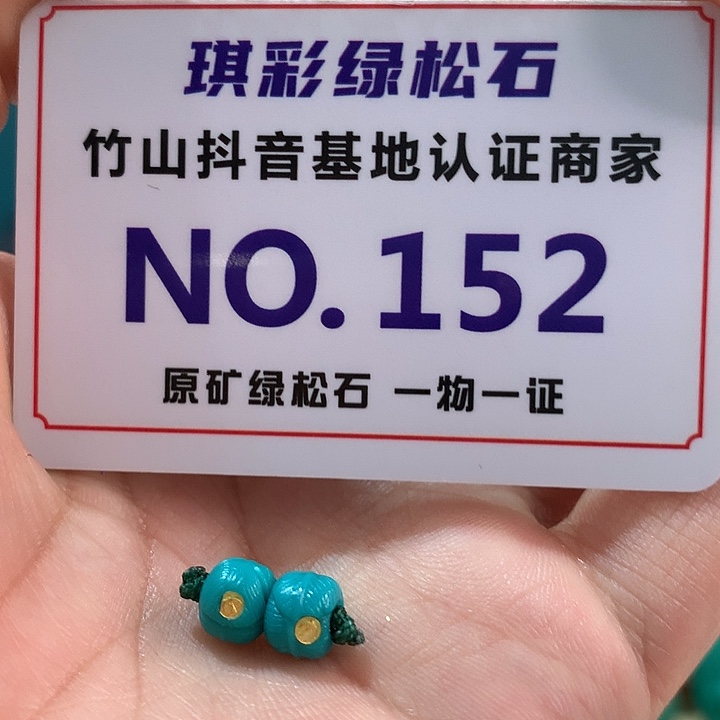 琪彩绿松石
竹山抖音基地认证商家
NO.152
原矿绿松石 一物一证